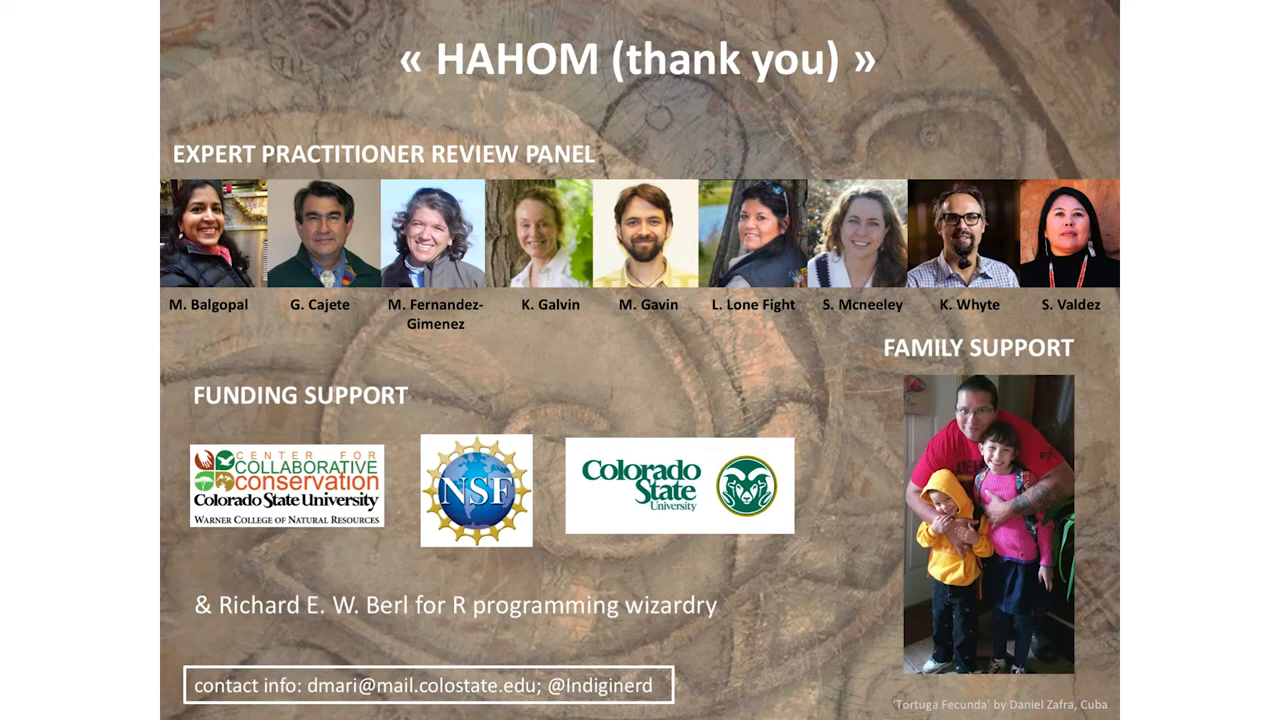 « HAHOM (thank you) »
EXPERT PRACTITIONER REVIEW PANEL
M. Balgopal
G. Cajete
M. Fernandez-
Gimenez
K. Galvin
M. Gavin
L. Lone Fight
S. Mcneeley
K. Whyte
S. Valdez
FAMILY SUPPORT
FUNDING SUPPORT
CENTER FOR
COLLABORATIVE
conservation
Colorado State University
WARNER COLLEGE OF NATURAL RESOURCES
NSF
Colorado
State
University
& Richard E. W. Berl for R programming wizardry
contact info: dmari@mail.colostate.edu; @Indiginerd
'Tortuga Fecunda' by Daniel Zafra, Cuba